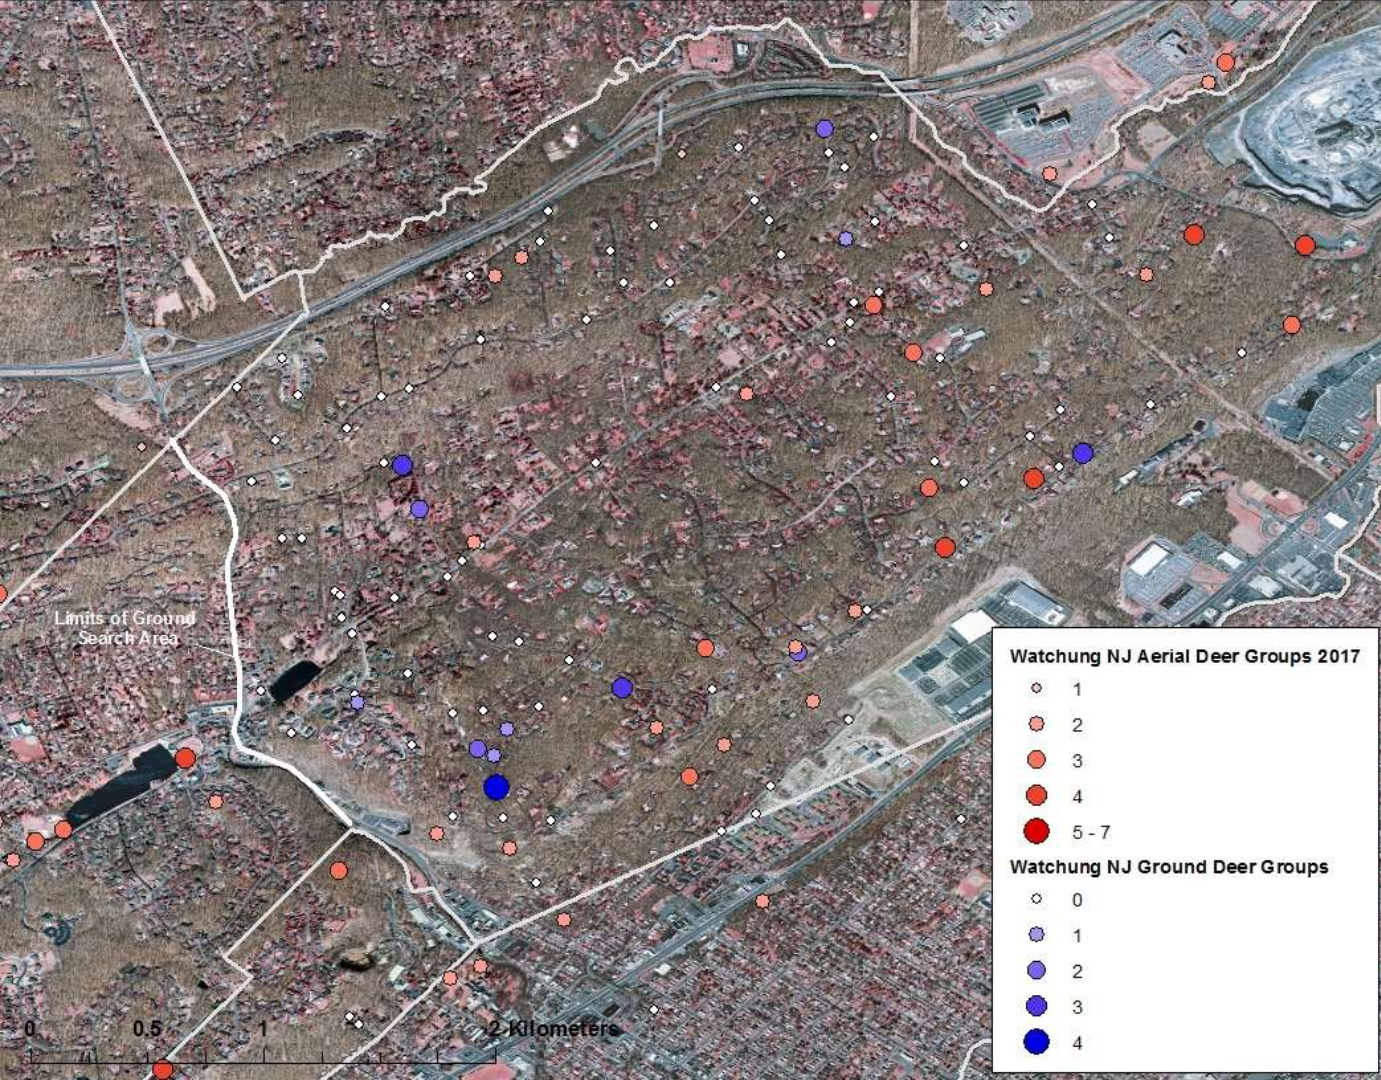 Limits of Ground
Search Area
Watchung NJ Aerial Deer Groups 2017
1
2
3
4
5 - 7
Watchung NJ Ground Deer Groups
0
1
2
3
4
0 0.5 1 2 Kilometers